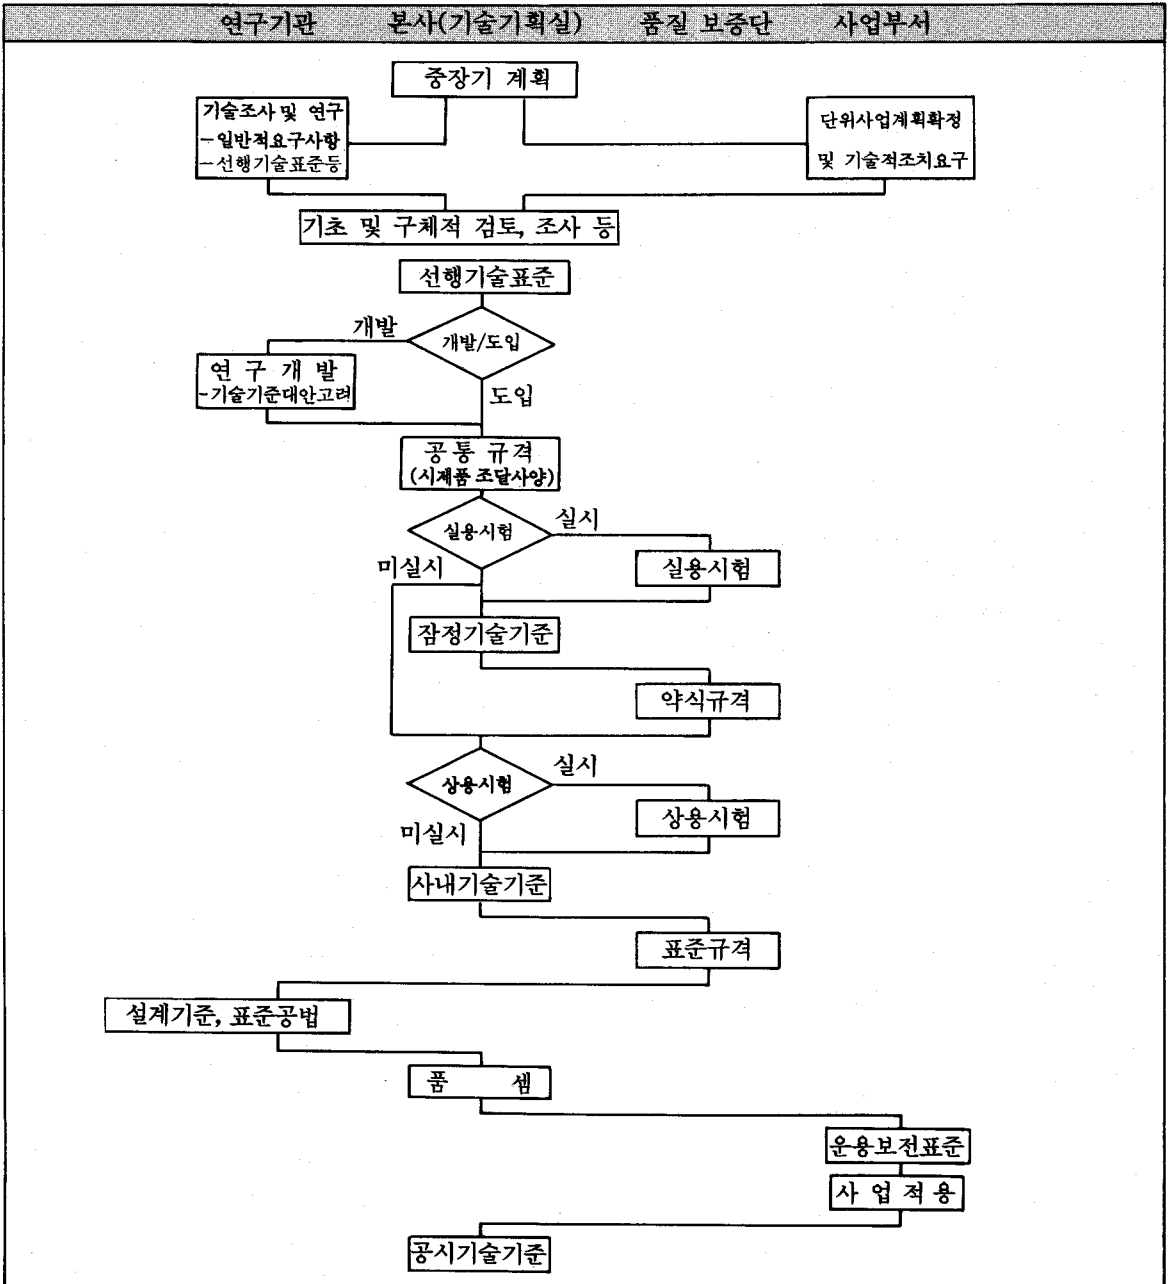 연구기관 본사(기술기획실) 품질 보증단 사업부서
중장기 계획
기술조사 및 연구
-일반적요구사항
-선행기술표준등
단위사업계획확정
및 기술적조치요구
기초 및 구체적 검토, 조사 등
선행기술표준
개발
개발/도입
연 구 개 발
-기술기준대안고려
도입
공 통 규 격
(시제품 조달사양)
실용시험
실시
미실시
실용시험
잠정기술기준
약식규격
상용시험
실시
상용시험
미실시
사내기술기준
표준규격
설계기준, 표준공법
품 셈
운용보전표준
사 업 적 용
공시기술기준